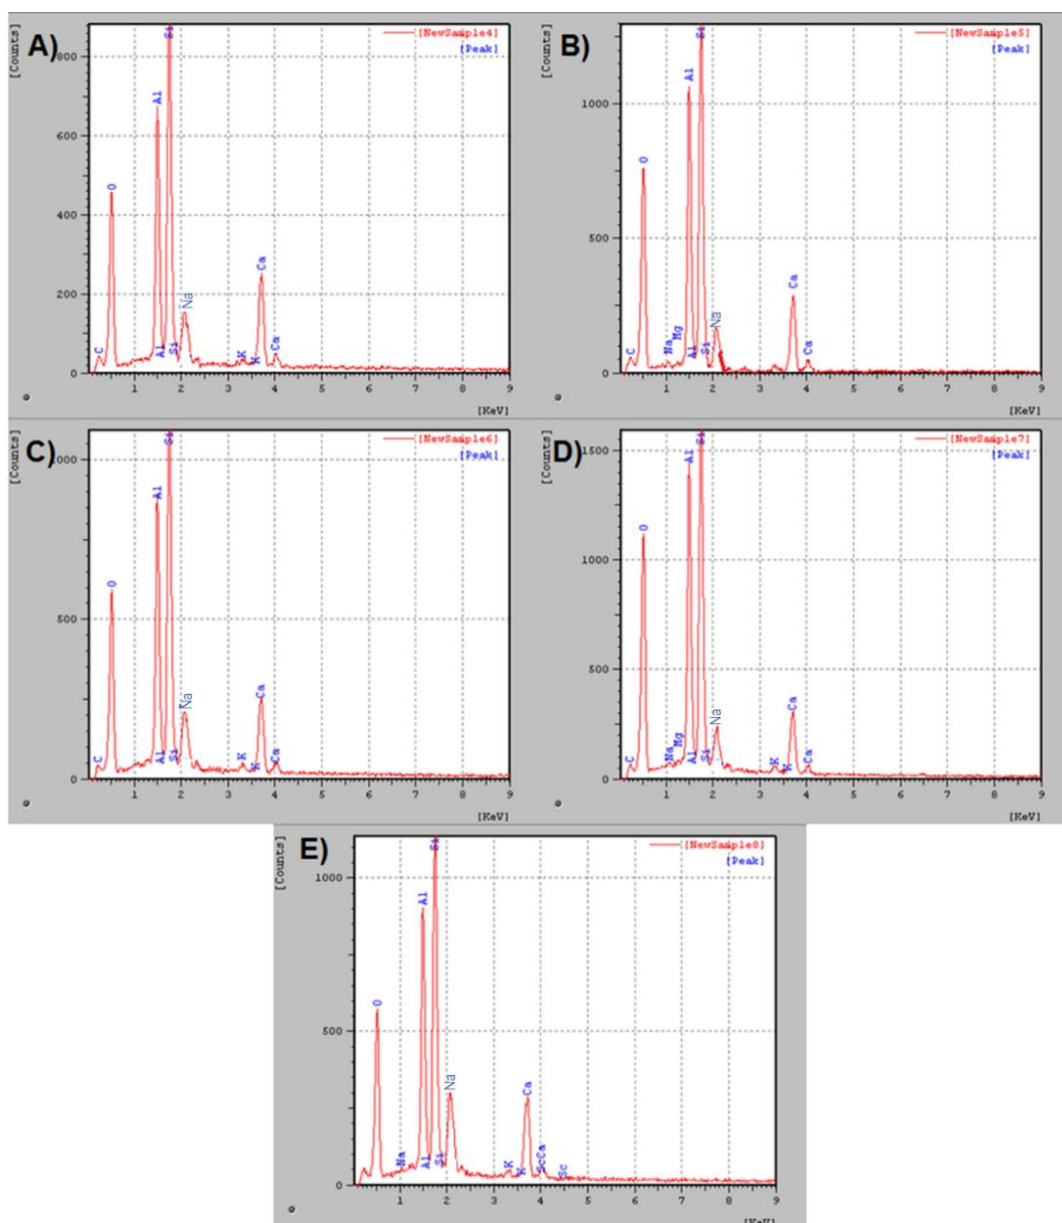 A)
[NewSample4]
[Peak]
[Counts]
800
600
400
200
0
C
O
Al
Al
Si
Si
Na
K
K
Ca
Ca
1 2 3 4 5 6 7 8 9
[KeV]
B)
[NewSample5]
[Peak]
[Counts]
1000
500
0
C
O
Na
Mg
Al
Al
Si
Si
Na
Ca
Ca
1 2 3 4 5 6 7 8 9
[KeV]
C)
[NewSample6]
[Peak]
[Counts]
1000
500
0
C
O
Al
Al
Si
Si
Na
K
K
Ca
Ca
1 2 3 4 5 6 7 8 9
[KeV]
D)
[NewSample7]
[Peak]
[Counts]
1500
1000
500
0
C
O
Na
Mg
Al
Al
Si
Si
Na
K
K
Ca
Ca
1 2 3 4 5 6 7 8 9
[KeV]
E)
[NewSample8]
[Peak]
[Counts]
1000
500
0
O
Na
Al
Al
Si
Si
Na
K
K
Ca
ScCa
Sc
1 2 3 4 5 6 7 8 9
[KeV]